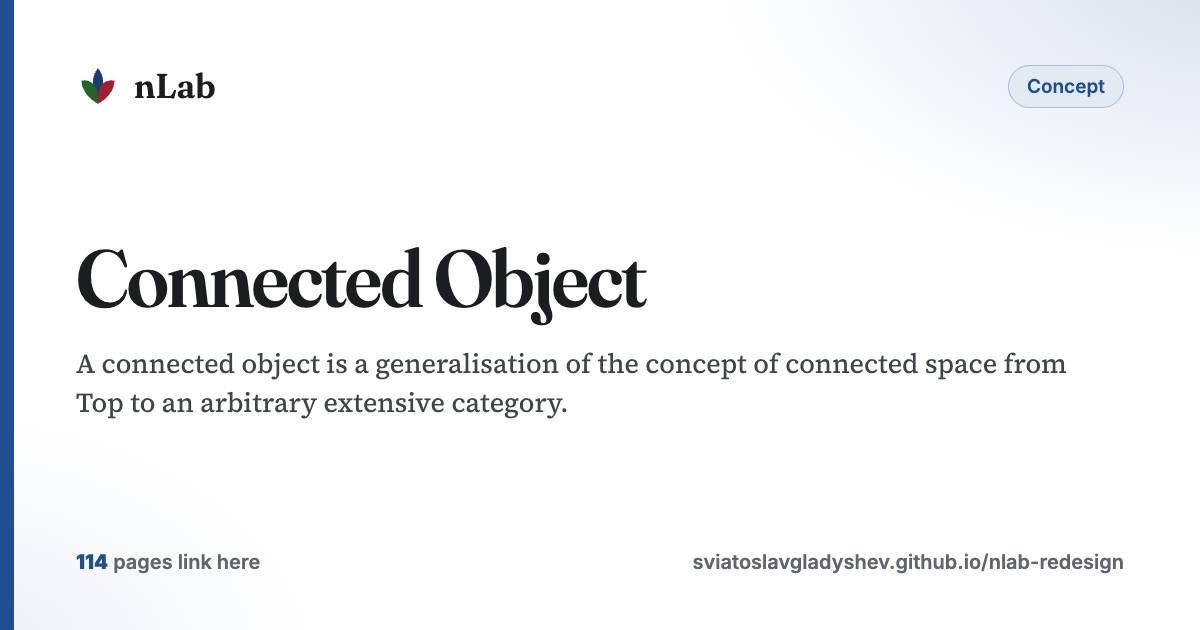 nLab
Concept
Connected Object
A connected object is a generalisation of the concept of connected space from
Top to an arbitrary extensive category.
114 pages link here
sviatoslavgladyshev.github.io/nlab-redesign